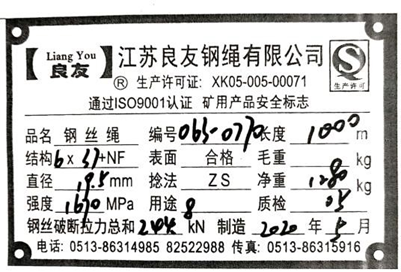 Liang You
良友
江苏良友钢绳有限公司
® 生产许可证: XK05-005-00071
生产许可
通过ISO9001认证 矿用产品安全标志
品名 钢丝绳 编号 065-0770 长度 1000 m
结构 6×37+NF 表面 合格 毛重 kg
直径 19.5 mm 捻法 ZS 净重 1280 kg
强度 1670 MPa 用途 8 质检 05
钢丝破断拉力总和 244 kN 制造 2020 年 5 月
电话: 0513-86314985 82522988 传真: 0513-86315916